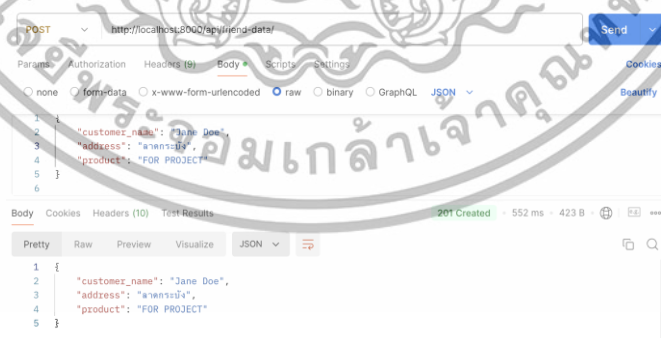 POST http://localhost:8000/api/friend-data/ Send
Params Authorization Headers (9) Body Scripts Settings Cookies
none form-data x-www-form-urlencoded raw binary GraphQL JSON Beautify
1 {
2 "customer_name": "Jane Doe",
3 "address": "ลาดกระบัง",
4 "product": "FOR PROJECT"
5 }
6
Body Cookies Headers (10) Test Results 201 Created 552 ms 423 B
Pretty Raw Preview Visualize JSON
1 {
2 "customer_name": "Jane Doe",
3 "address": "ลาดกระบัง",
4 "product": "FOR PROJECT"
5 }